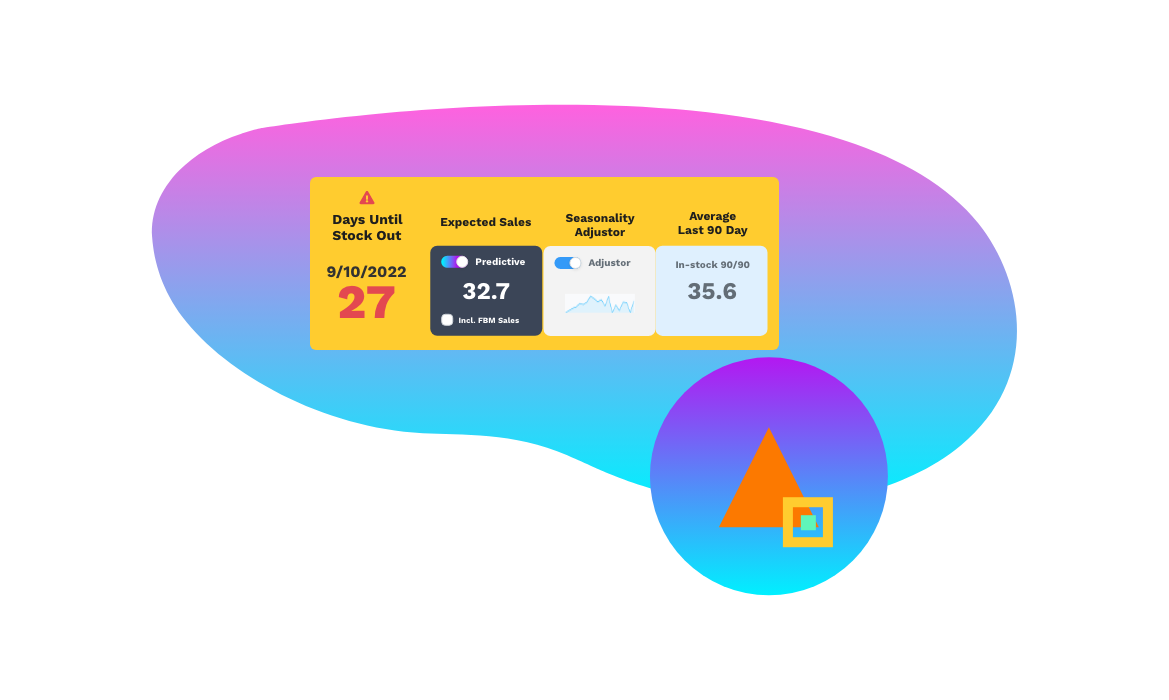 Days Until
Stock Out
9/10/2022
27
Expected Sales
Predictive
32.7
Incl. FBM Sales
Seasonality
Adjustor
Adjustor
Average
Last 90 Day
In-stock 90/90
35.6